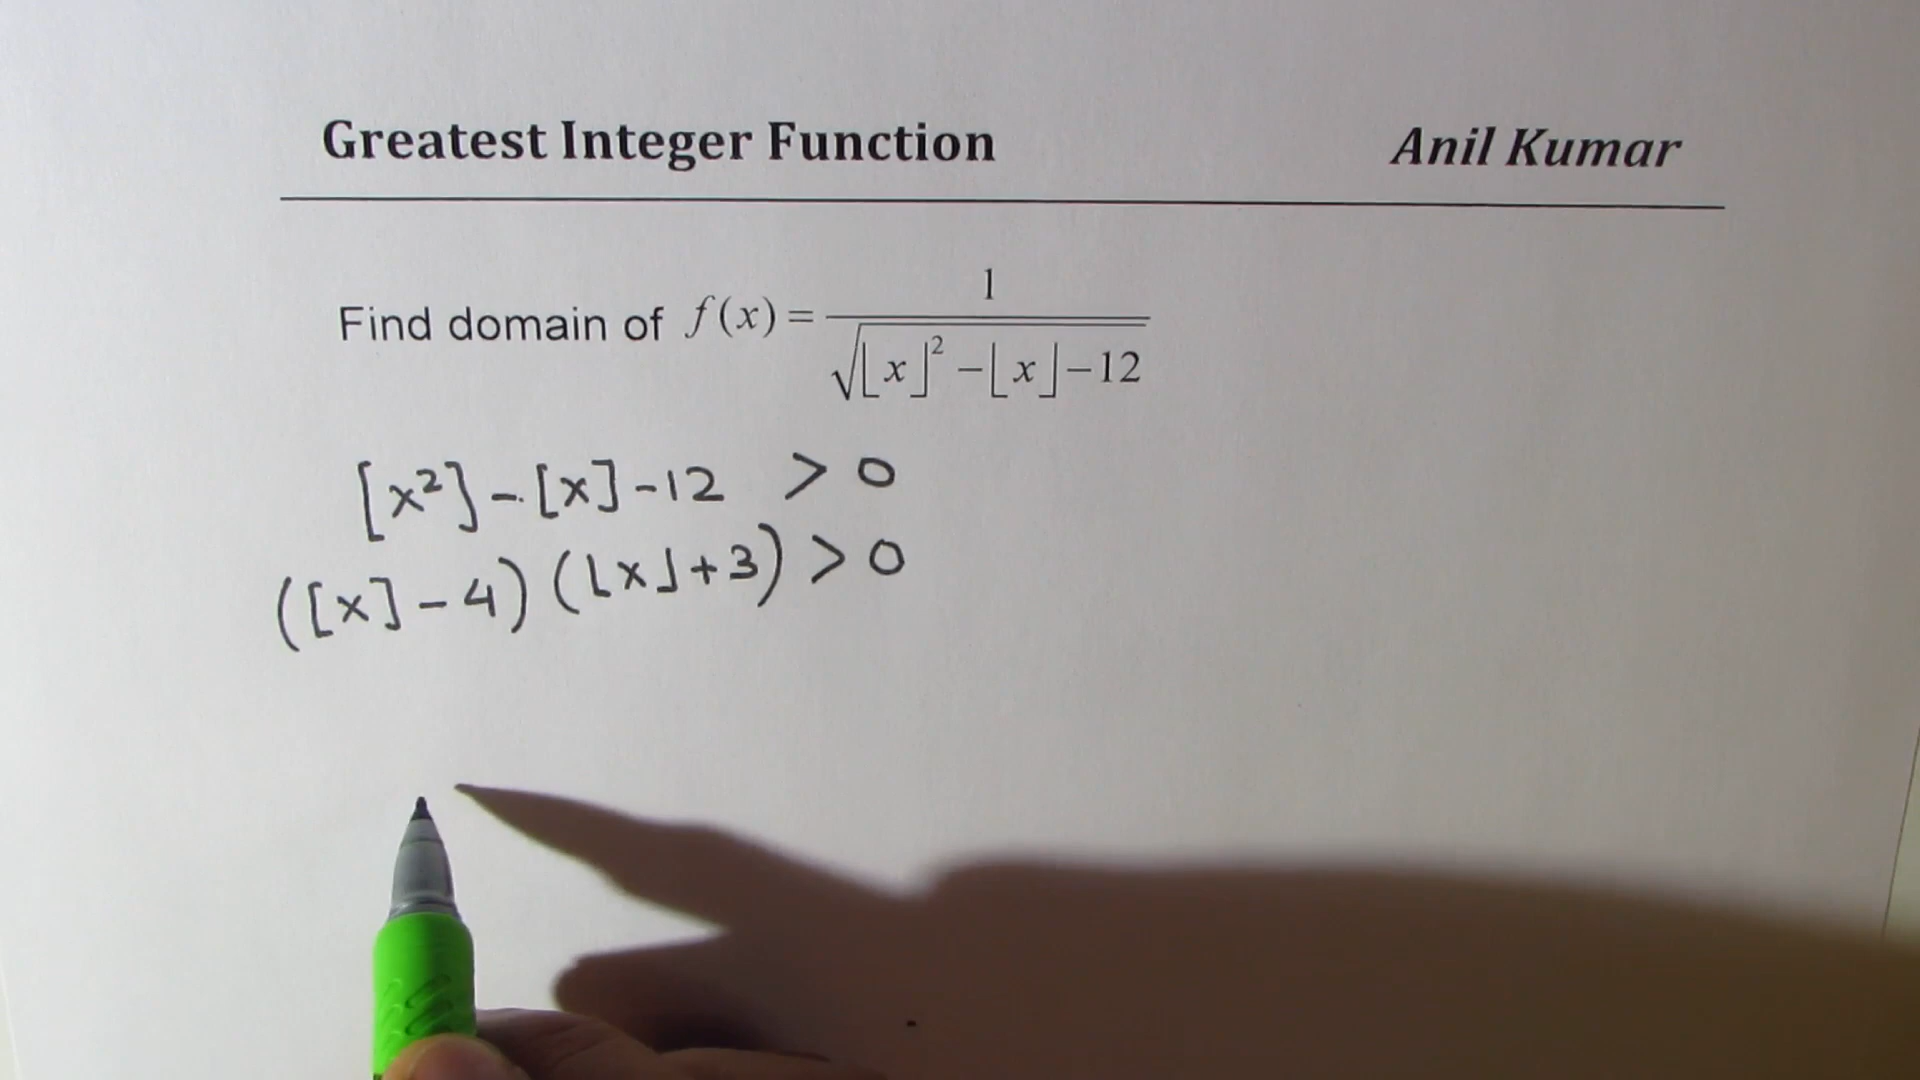 Greatest Integer Function Anil Kumar
Find domain of f(x) = 1/√(⌊x⌋² − ⌊x⌋ − 12)
[x²] - [x] - 12 > 0
([x] - 4) (⌊x⌋ + 3) > 0